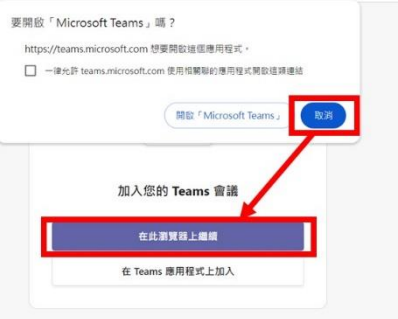 要開啟「Microsoft Teams」嗎？
https://teams.microsoft.com 想要開啟這個應用程式。
一律允許 teams.microsoft.com 使用相關聯的應用程式開啟這類連結
開啟「Microsoft Teams」
取消
加入您的 Teams 會議
在此瀏覽器上繼續
在 Teams 應用程式上加入